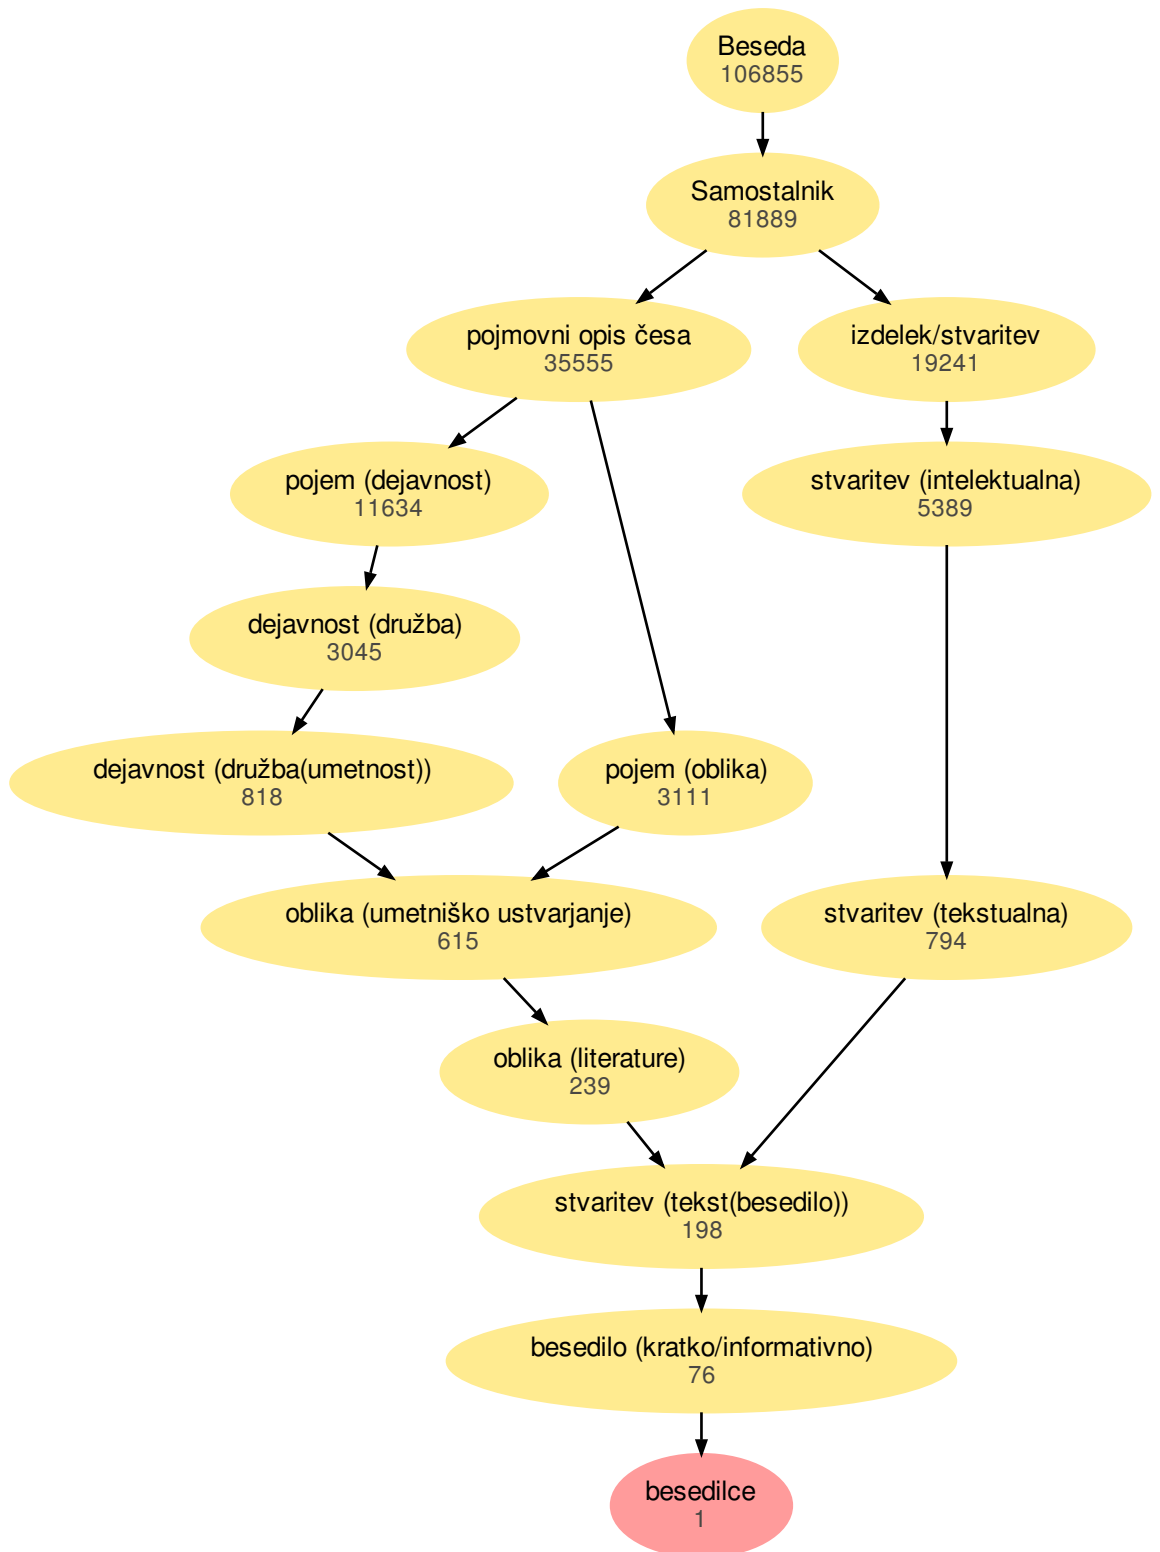 Beseda
106855
Samostalnik
81889
pojmovni opis česa
35555
izdelek/stvaritev
19241
pojem (dejavnost)
11634
stvaritev (intelektualna)
5389
dejavnost (družba)
3045
dejavnost (družba(umetnost))
818
pojem (oblika)
3111
oblika (umetniško ustvarjanje)
615
stvaritev (tekstualna)
794
oblika (literature)
239
stvaritev (tekst(besedilo))
198
besedilo (kratko/informativno)
76
besedilce
1